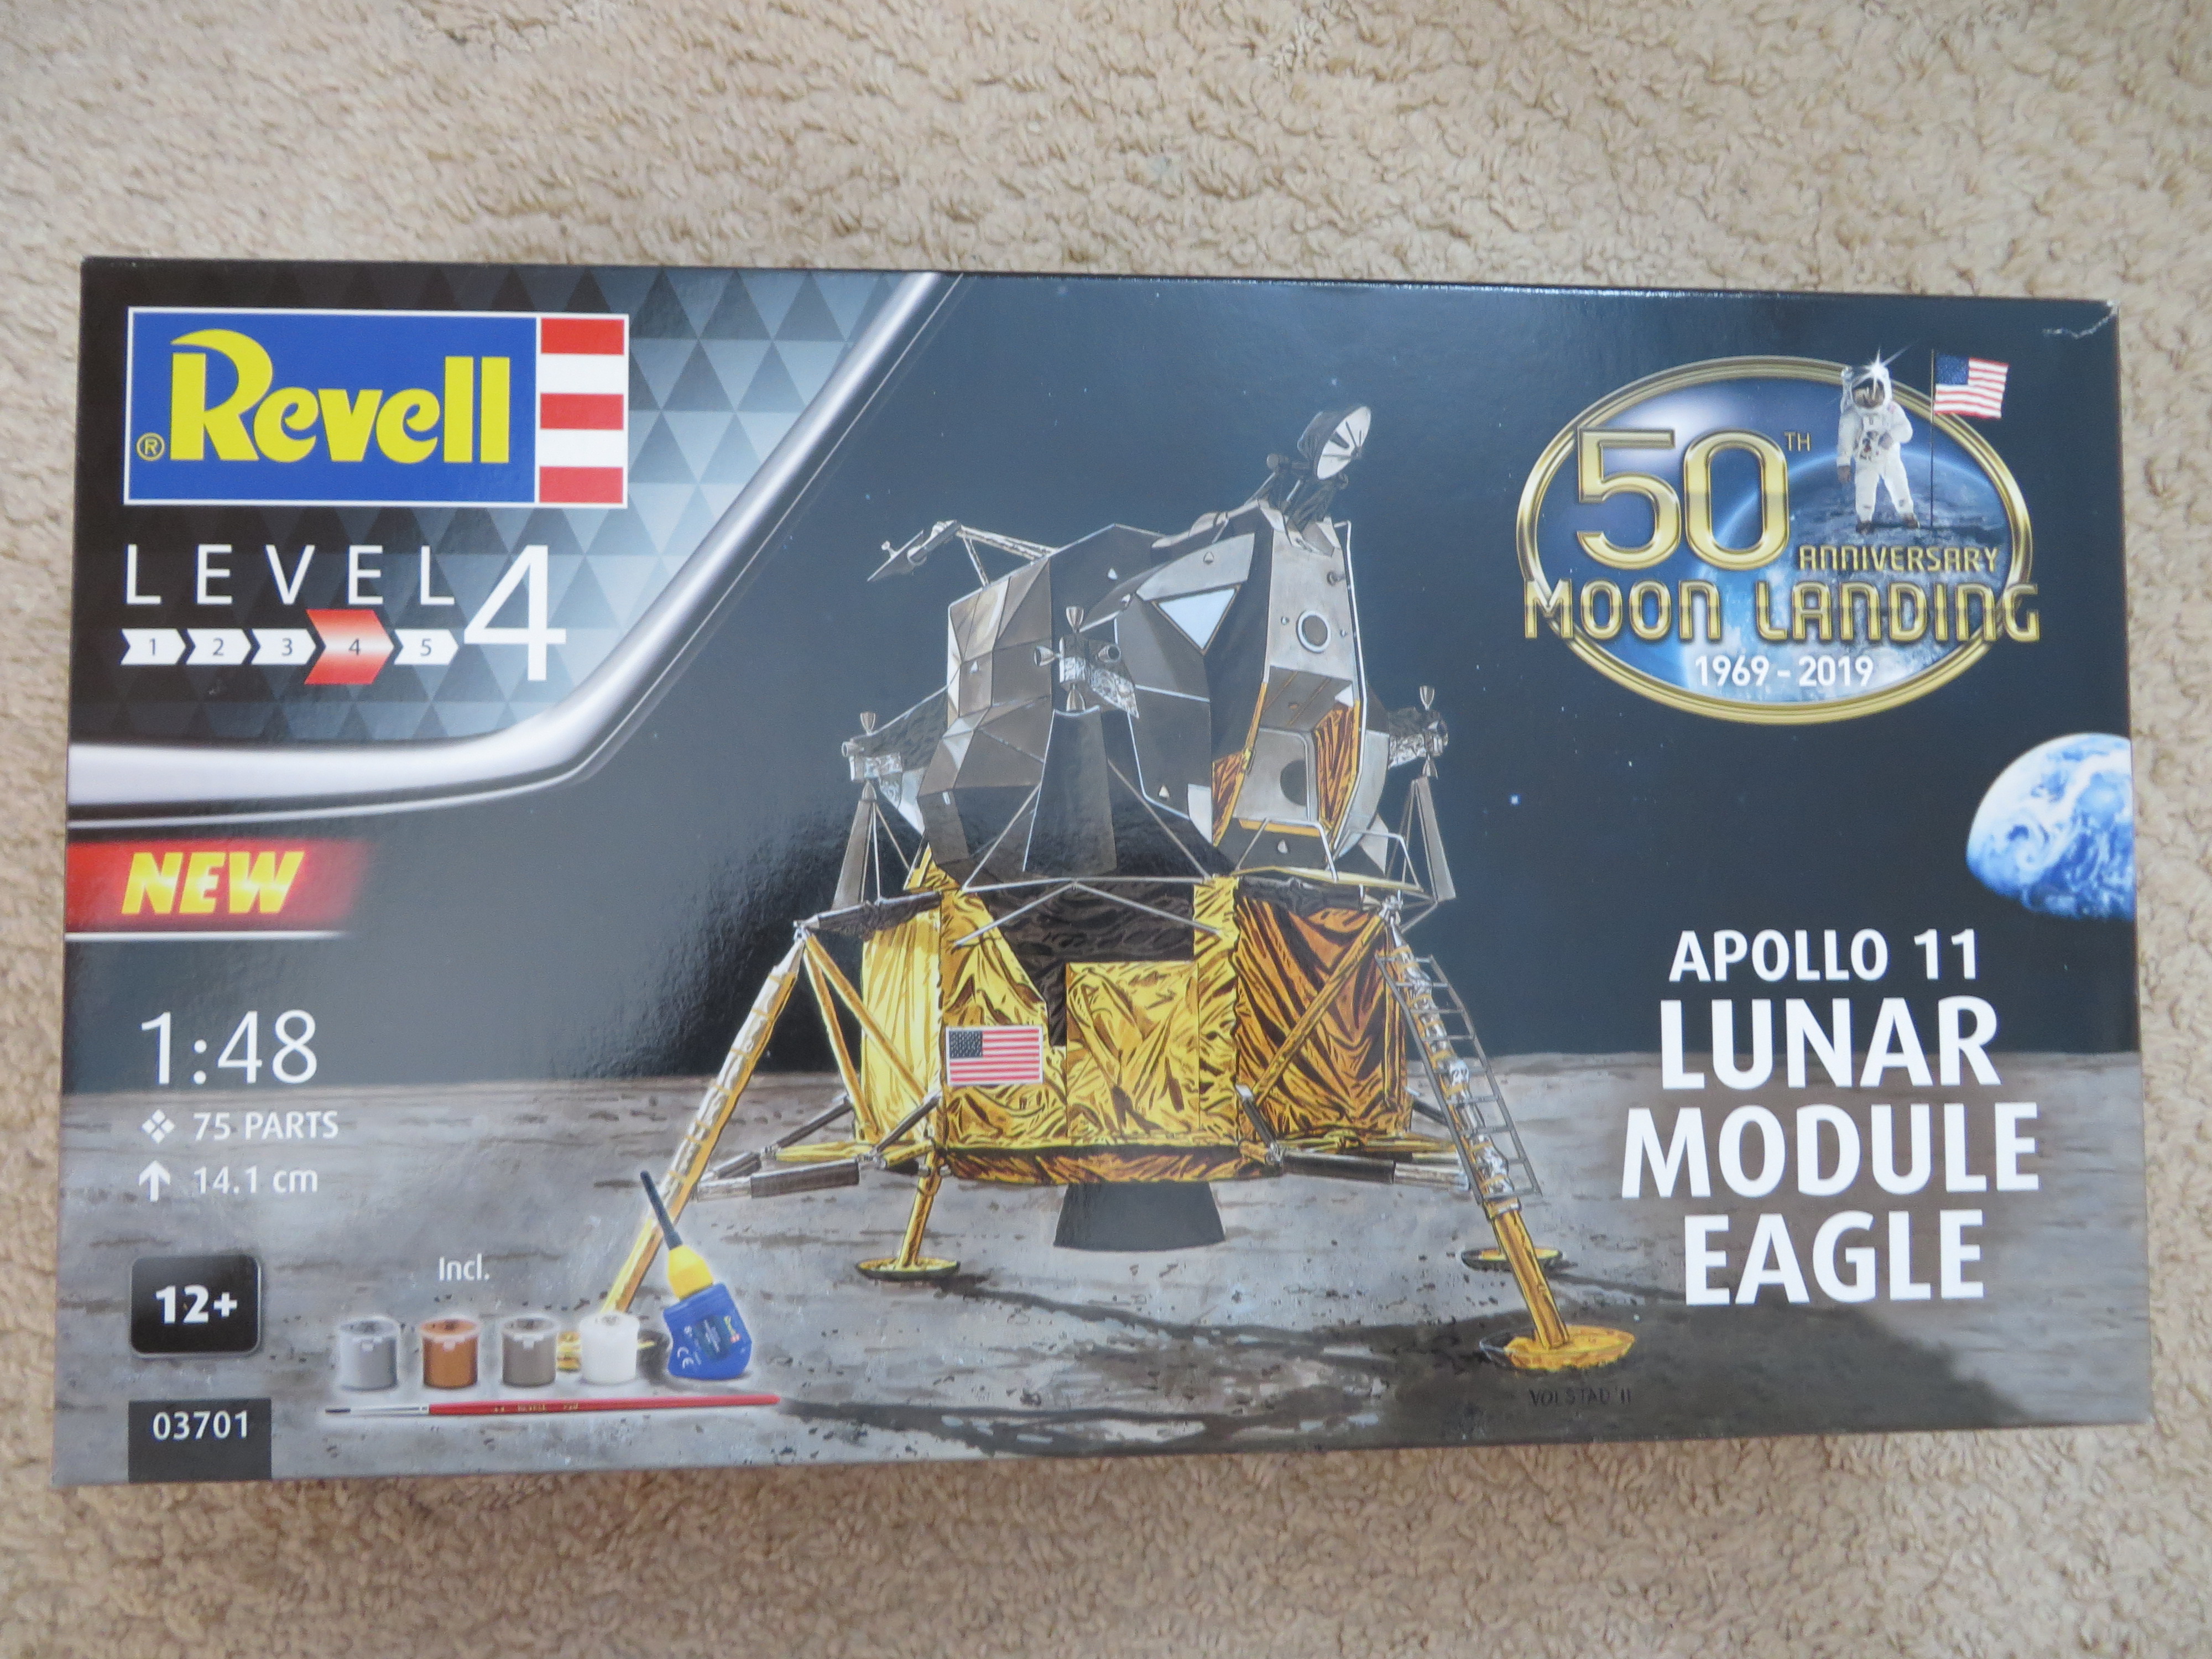 ® Revell
LEVEL 4
1 2 3 4 5
NEW
1:48
75 PARTS
14.1 cm
12+
Incl.
03701
50TH
ANNIVERSARY
MOON LANDING
1969 - 2019
APOLLO 11
LUNAR
MODULE
EAGLE
VOLSTAD '11